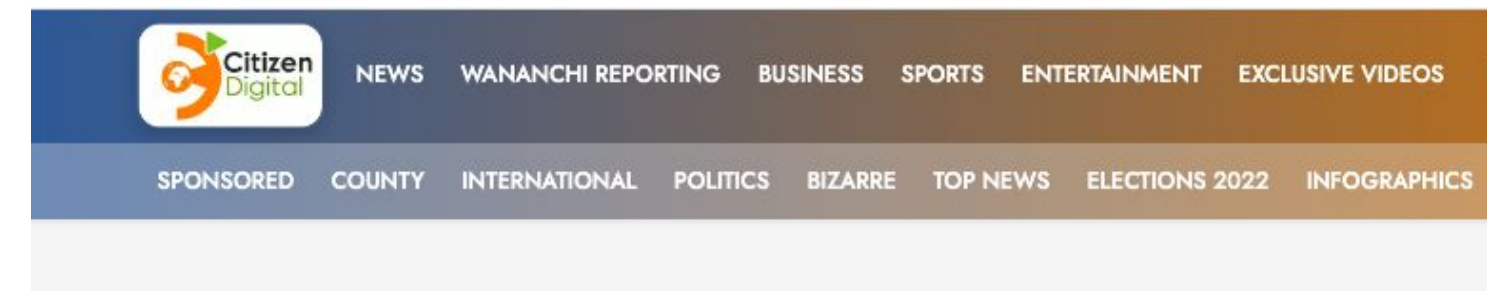 Citizen
Digital
NEWS WANANCHI REPORTING BUSINESS SPORTS ENTERTAINMENT EXCLUSIVE VIDEOS
SPONSORED COUNTY INTERNATIONAL POLITICS BIZARRE TOP NEWS ELECTIONS 2022 INFOGRAPHICS